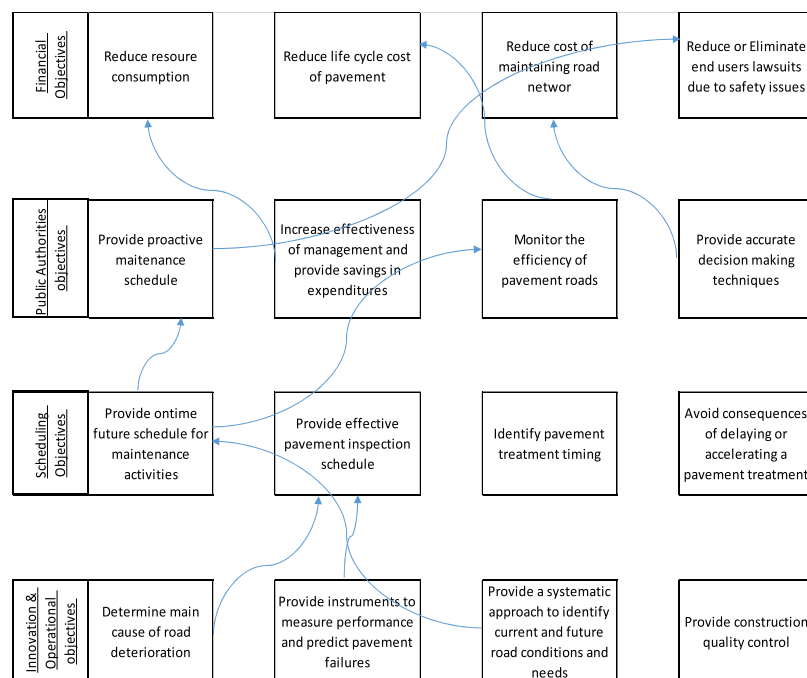 Financial
Objectives
Reduce resoure
consumption
Reduce life cycle cost
of pavement
Reduce cost of
maintaining road
networ
Reduce or Eliminate
end users lawsuits
due to safety issues
Public Authorities
objectives
Provide proactive
maitenance
schedule
Increase effectiveness
of management and
provide savings in
expenditures
Monitor the
efficiency of
pavement roads
Provide accurate
decision making
techniques
Scheduling
Objectives
Provide ontime
future schedule for
maintenance
activities
Provide effective
pavement inspection
schedule
Identify pavement
treatment timing
Avoid consequences
of delaying or
accelerating a
pavement treatment
Innovation &
Operational
objectives
Determine main
cause of road
deterioration
Provide instruments to
measure performance
and predict pavement
failures
Provide a systematic
approach to identify
current and future
road conditions and
needs
Provide construction
quality control